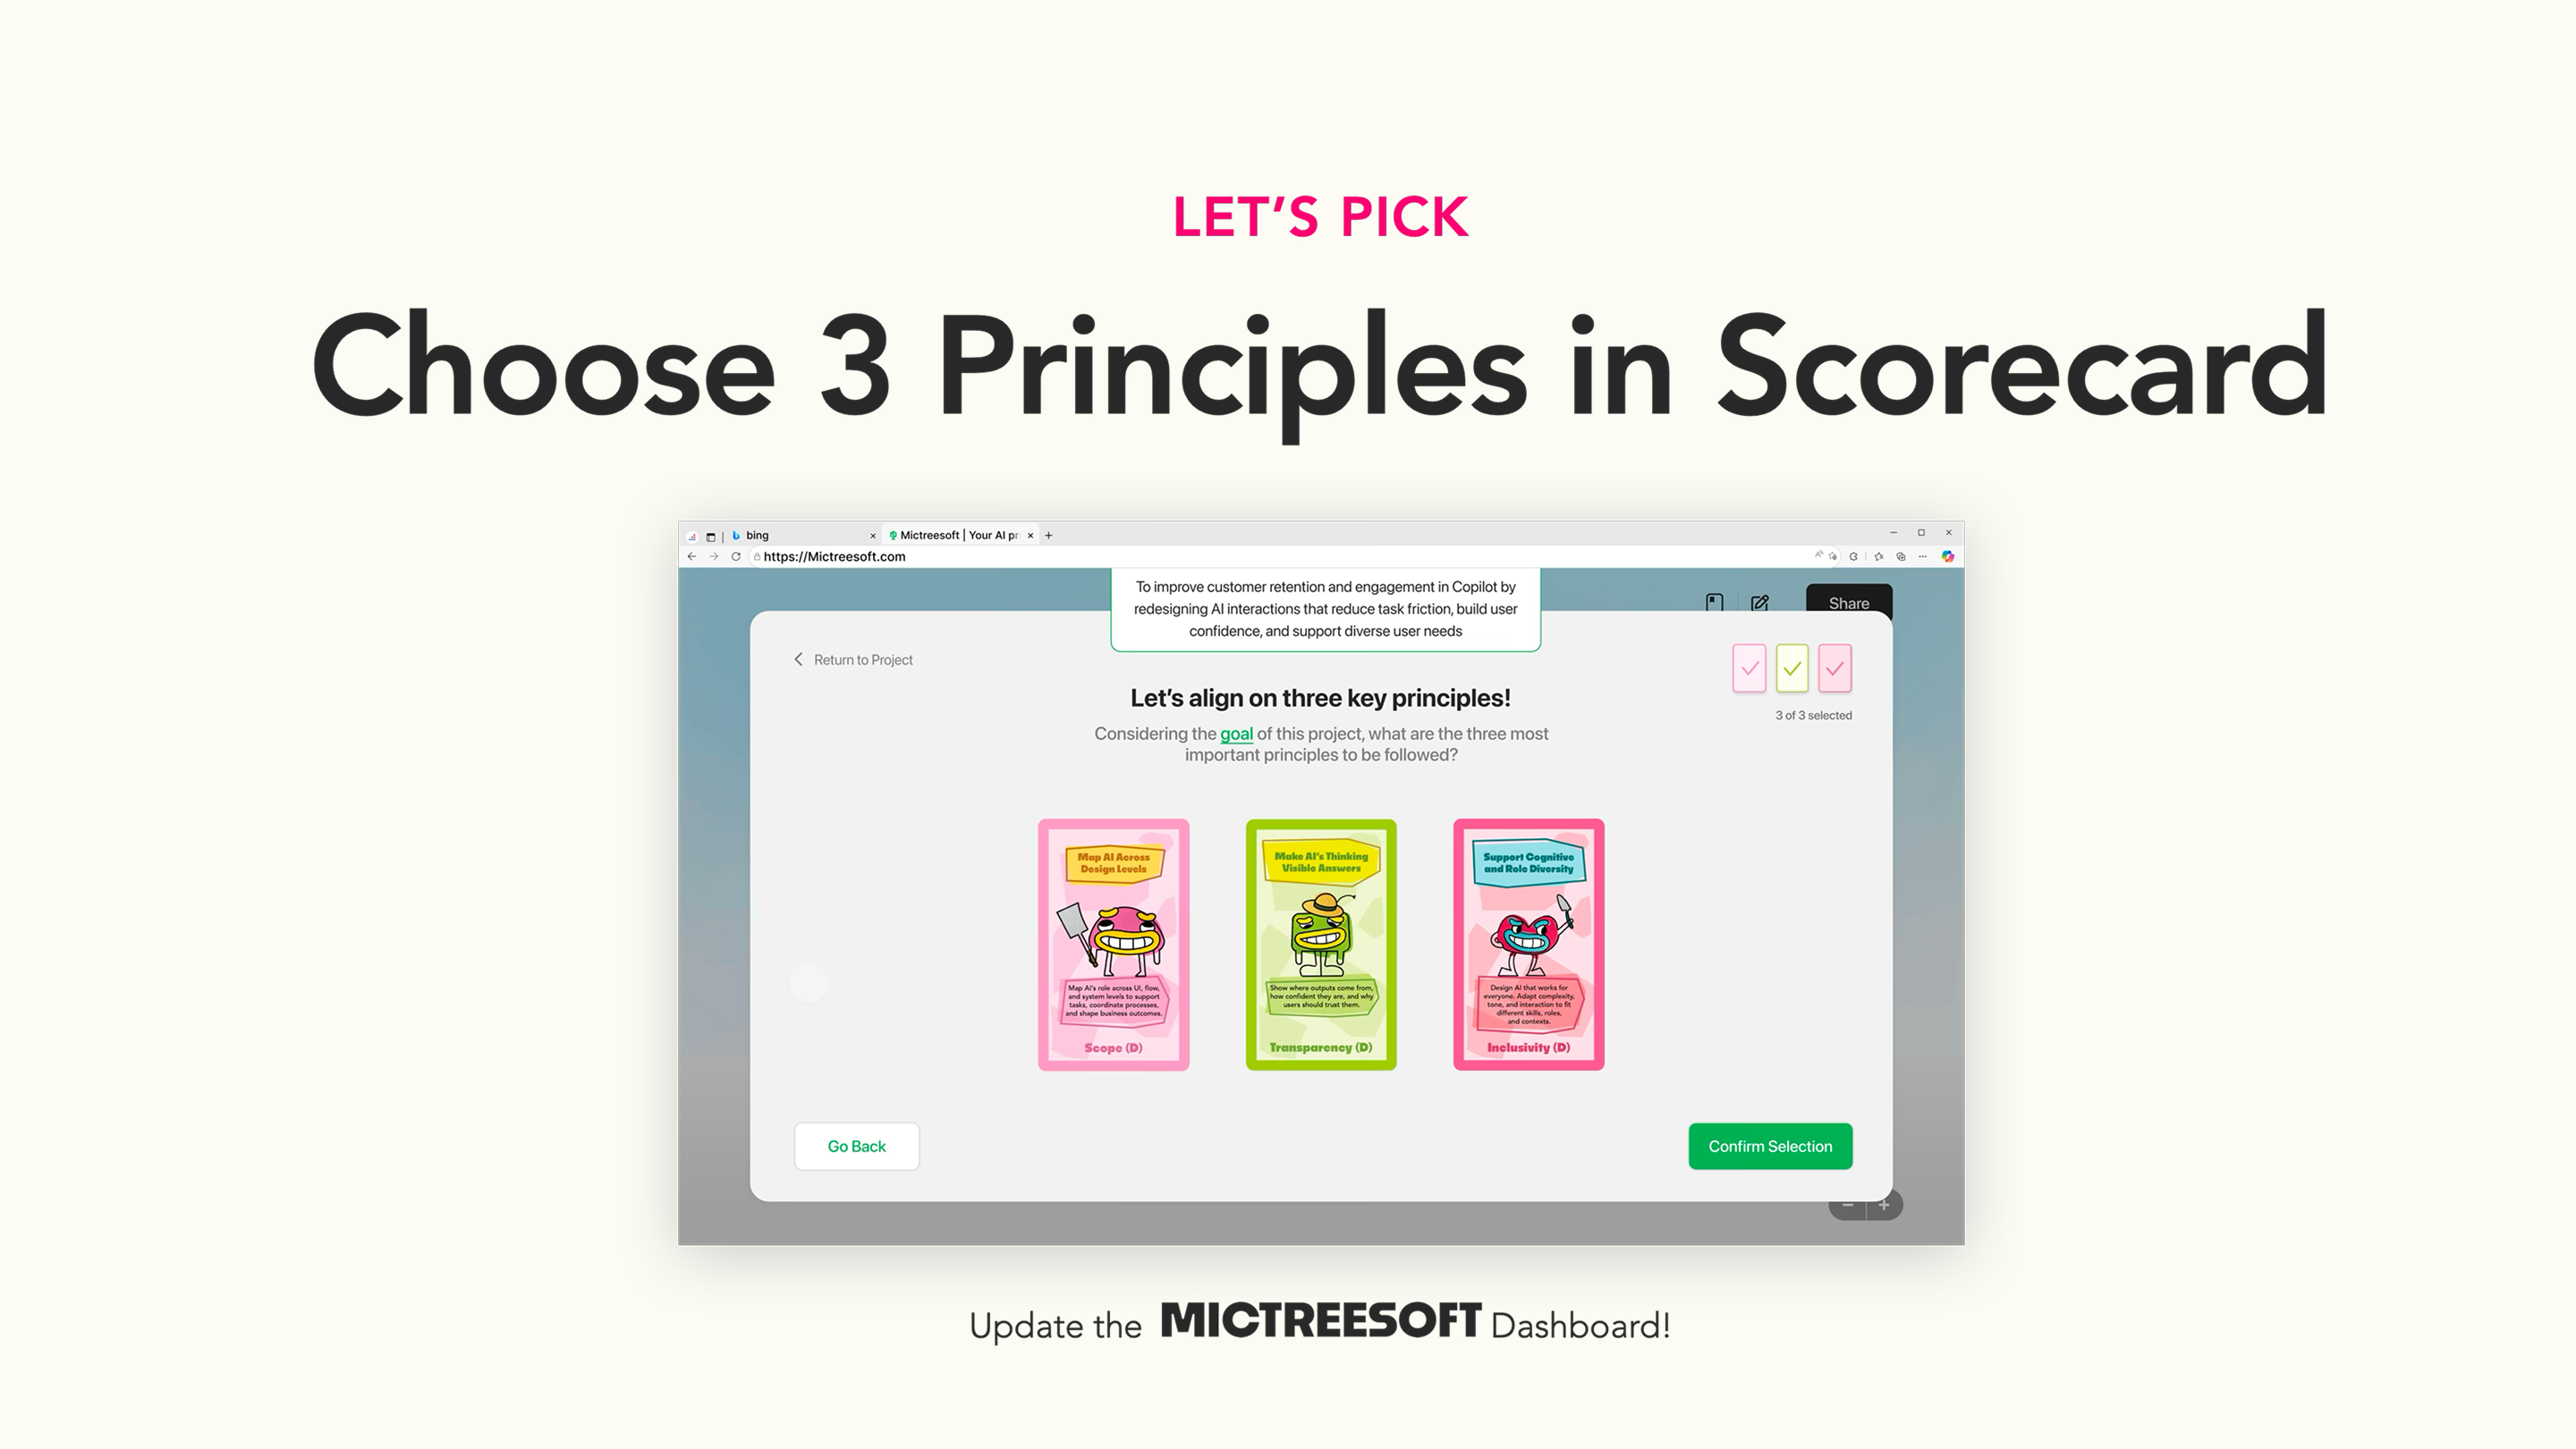 LET’S PICK
Choose 3 Principles in Scorecard
bing
Mictreesoft | Your AI pr
https://Mictreesoft.com
To improve customer retention and engagement in Copilot by
redesigning AI interactions that reduce task friction, build user
confidence, and support diverse user needs
Share
Return to Project
3 of 3 selected
Let’s align on three key principles!
Considering the goal of this project, what are the three most
important principles to be followed?
Map AI Across
Design Levels
Map AI's role across UI, flow,
and system levels to support
tasks, coordinate processes,
and shape business outcomes.
Scope (D)
Make AI's Thinking
Visible Answers
Show where outputs come from,
how confident they are, and why
users should trust them.
Transparency (D)
Support Cognitive
and Role Diversity
Design AI that works for
everyone. Adapt complexity,
tone, and interaction to fit
different skills, roles,
and contexts.
Inclusivity (D)
Go Back
Confirm Selection
Update the MICTREESOFT Dashboard!